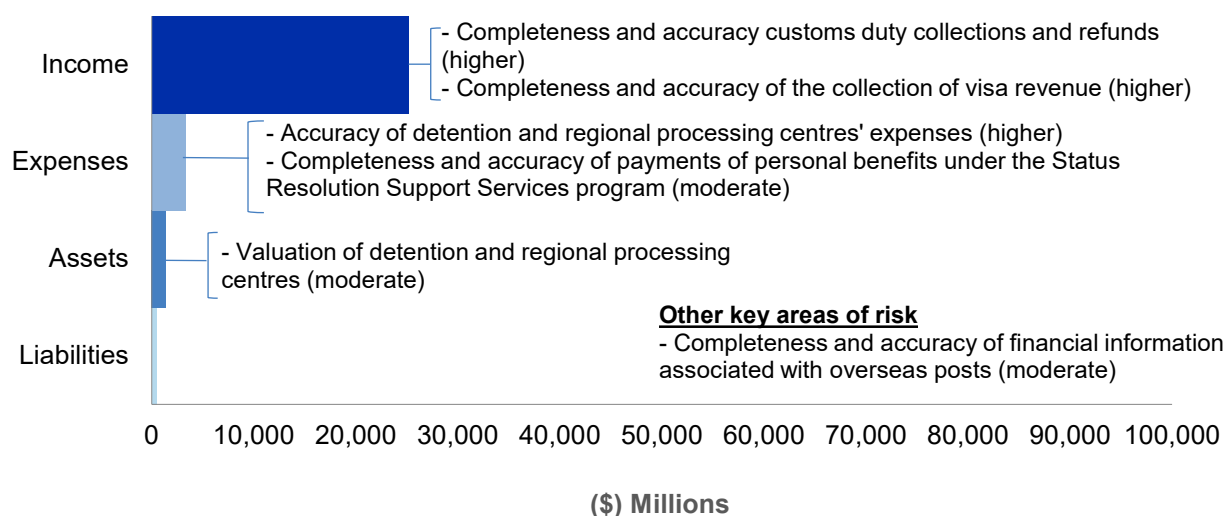 Income
- Completeness and accuracy customs duty collections and refunds
(higher)
- Completeness and accuracy of the collection of visa revenue (higher)
Expenses
- Accuracy of detention and regional processing centres' expenses (higher)
- Completeness and accuracy of payments of personal benefits under the Status
Resolution Support Services program (moderate)
Assets
- Valuation of detention and regional processing
centres (moderate)
Liabilities
Other key areas of risk
- Completeness and accuracy of financial information
associated with overseas posts (moderate)
0 10,000 20,000 30,000 40,000 50,000 60,000 70,000 80,000 90,000 100,000
($) Millions